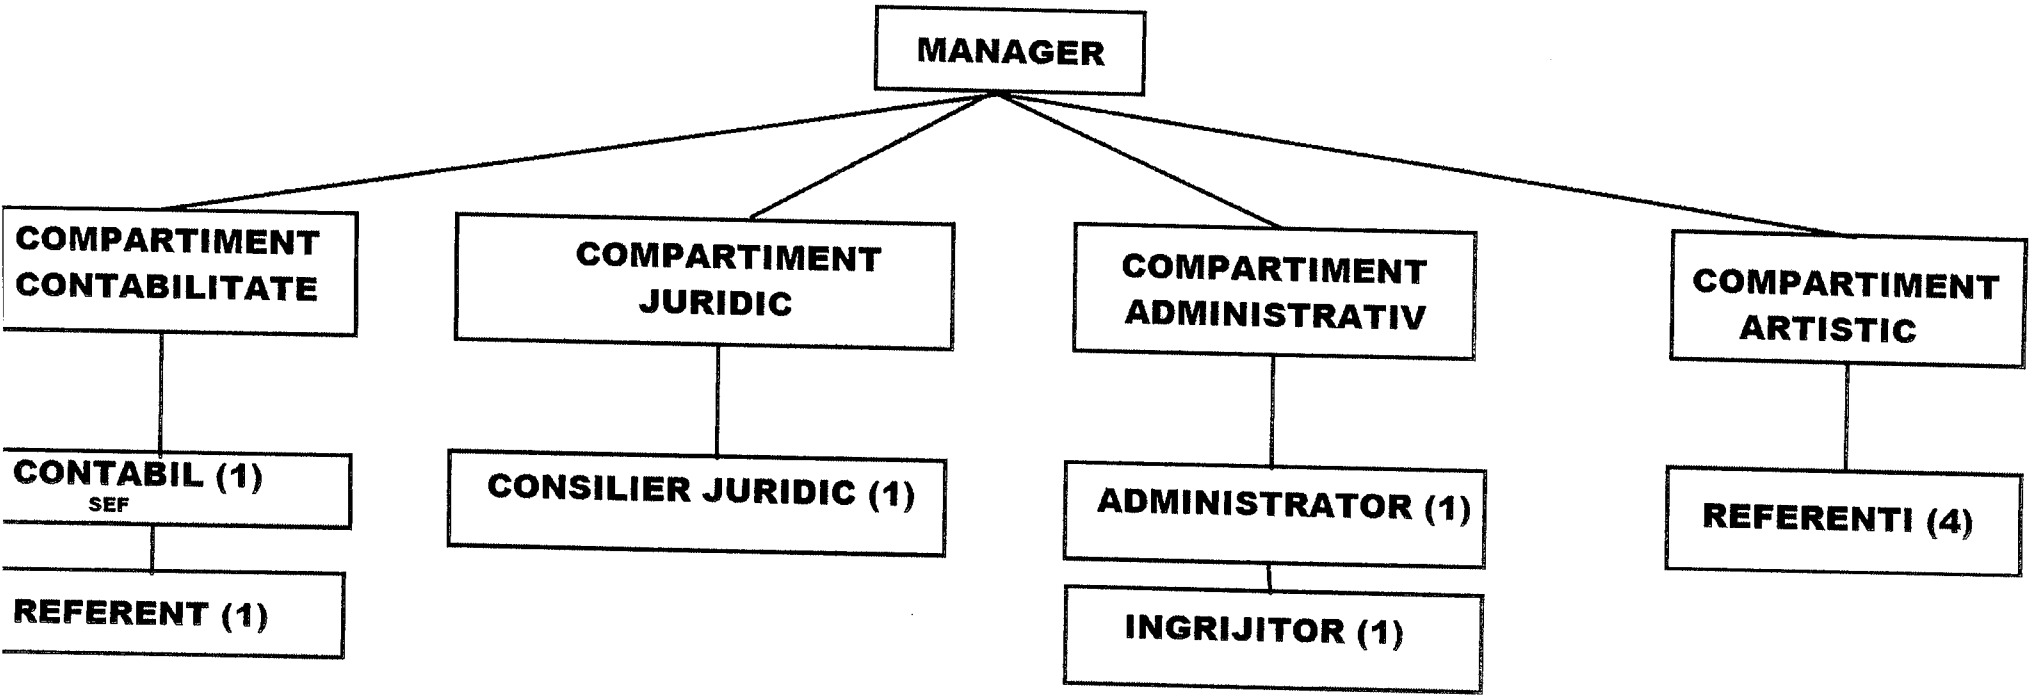 MANAGER
COMPARTIMENT
CONTABILITATE
COMPARTIMENT
JURIDIC
COMPARTIMENT
ADMINISTRATIV
COMPARTIMENT
ARTISTIC
CONTABIL (1)
SEF
CONSILIER JURIDIC (1)
ADMINISTRATOR (1)
REFERENTI (4)
REFERENT (1)
INGRIJITOR (1)